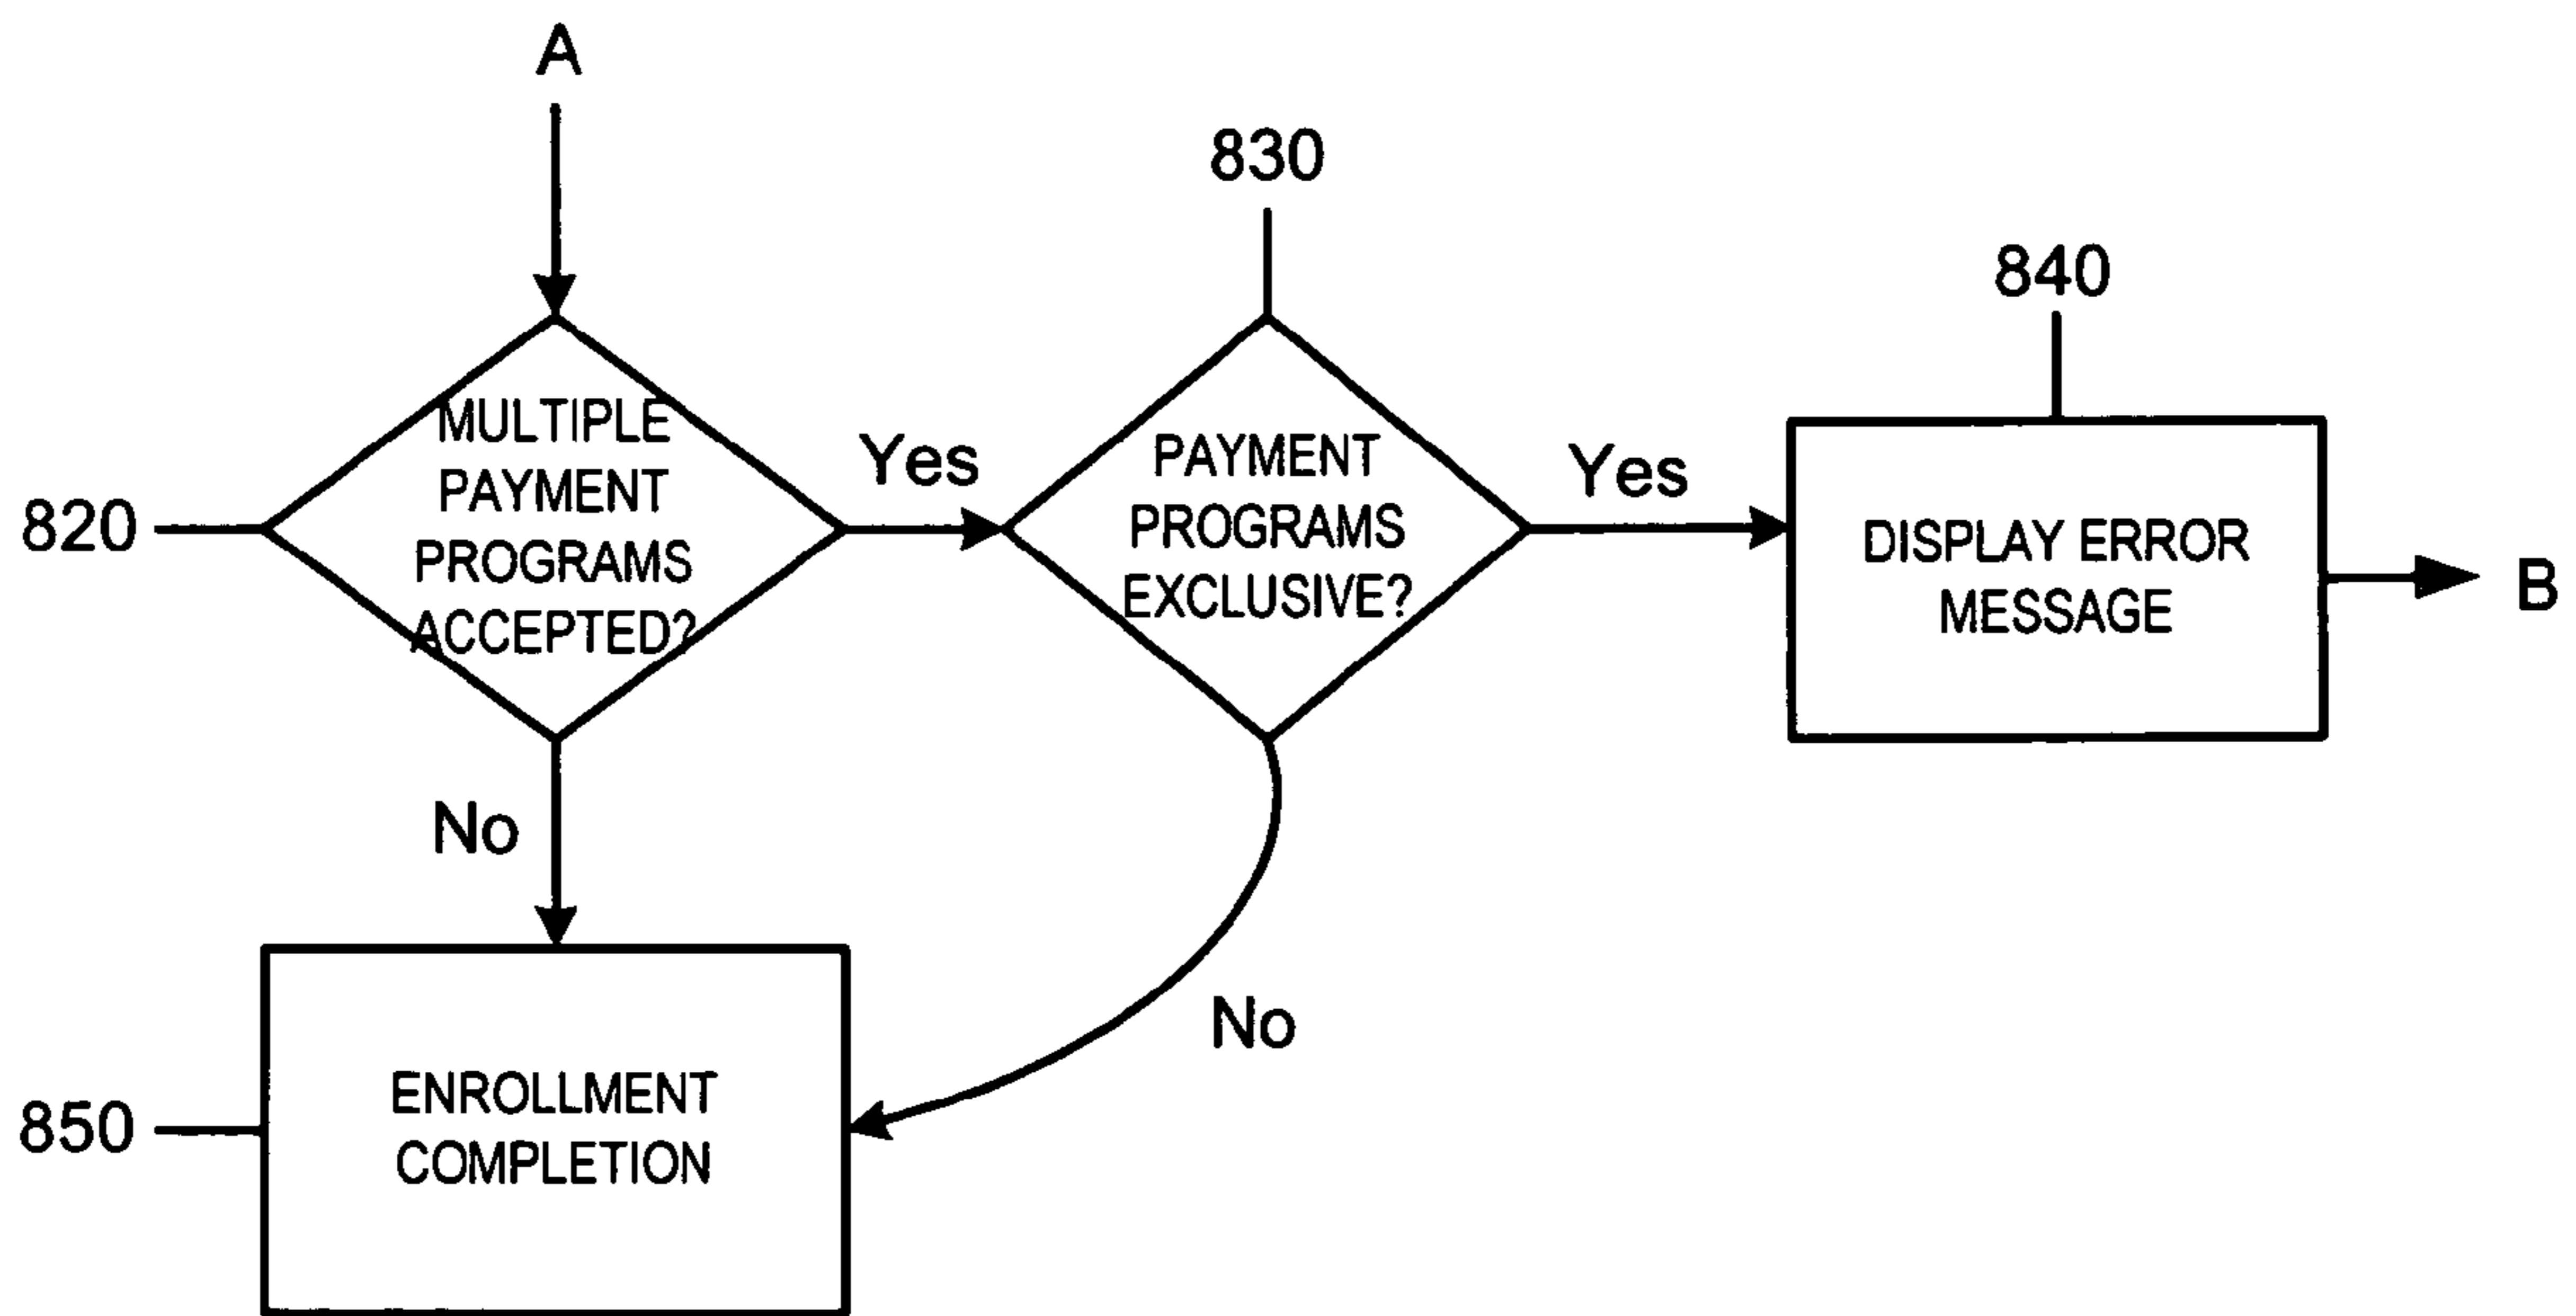 A
830
840
MULTIPLE
PAYMENT
PROGRAMS
ACCEPTED?
820
Yes
PAYMENT
PROGRAMS
EXCLUSIVE?
Yes
DISPLAY ERROR
MESSAGE
B
No
No
850
ENROLLMENT
COMPLETION